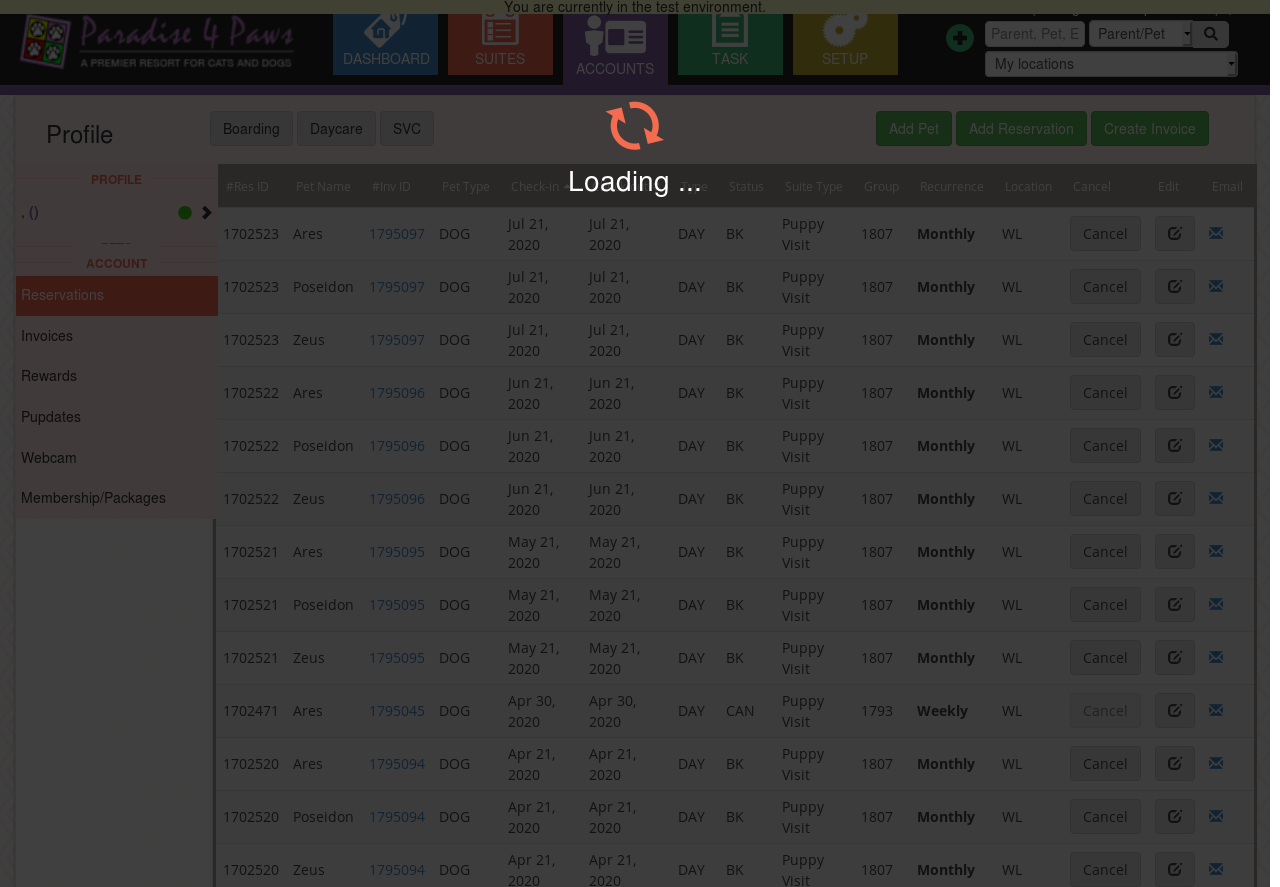 You are currently in the test environment.
Paradise 4 Paws
A PREMIER RESORT FOR CATS AND DOGS
DASHBOARD
SUITES
ACCOUNTS
TASK
SETUP
Parent, Pet, E
Parent/Pet
My locations
Profile
Boarding Daycare SVC
Add Pet Add Reservation Create Invoice
Loading ...
PROFILE
, ()
ACCOUNT
Reservations
Invoices
Rewards
Pupdates
Webcam
Membership/Packages
#Res ID Pet Name #Inv ID Pet Type Check-in Status Suite Type Group Recurrence Location Cancel Edit Email
1702523 Ares 1795097 DOG Jul 21, 2020 Jul 21, 2020 DAY BK Puppy Visit 1807 Monthly WL Cancel
1702523 Poseidon 1795097 DOG Jul 21, 2020 Jul 21, 2020 DAY BK Puppy Visit 1807 Monthly WL Cancel
1702523 Zeus 1795097 DOG Jul 21, 2020 Jul 21, 2020 DAY BK Puppy Visit 1807 Monthly WL Cancel
1702522 Ares 1795096 DOG Jun 21, 2020 Jun 21, 2020 DAY BK Puppy Visit 1807 Monthly WL Cancel
1702522 Poseidon 1795096 DOG Jun 21, 2020 Jun 21, 2020 DAY BK Puppy Visit 1807 Monthly WL Cancel
1702522 Zeus 1795096 DOG Jun 21, 2020 Jun 21, 2020 DAY BK Puppy Visit 1807 Monthly WL Cancel
1702521 Ares 1795095 DOG May 21, 2020 May 21, 2020 DAY BK Puppy Visit 1807 Monthly WL Cancel
1702521 Poseidon 1795095 DOG May 21, 2020 May 21, 2020 DAY BK Puppy Visit 1807 Monthly WL Cancel
1702521 Zeus 1795095 DOG May 21, 2020 May 21, 2020 DAY BK Puppy Visit 1807 Monthly WL Cancel
1702471 Ares 1795045 DOG Apr 30, 2020 Apr 30, 2020 DAY CAN Puppy Visit 1793 Weekly WL Cancel
1702520 Ares 1795094 DOG Apr 21, 2020 Apr 21, 2020 DAY BK Puppy Visit 1807 Monthly WL Cancel
1702520 Poseidon 1795094 DOG Apr 21, 2020 Apr 21, 2020 DAY BK Puppy Visit 1807 Monthly WL Cancel
1702520 Zeus 1795094 DOG Apr 21, 2020 Apr 21, 2020 DAY BK Puppy Visit 1807 Monthly WL Cancel